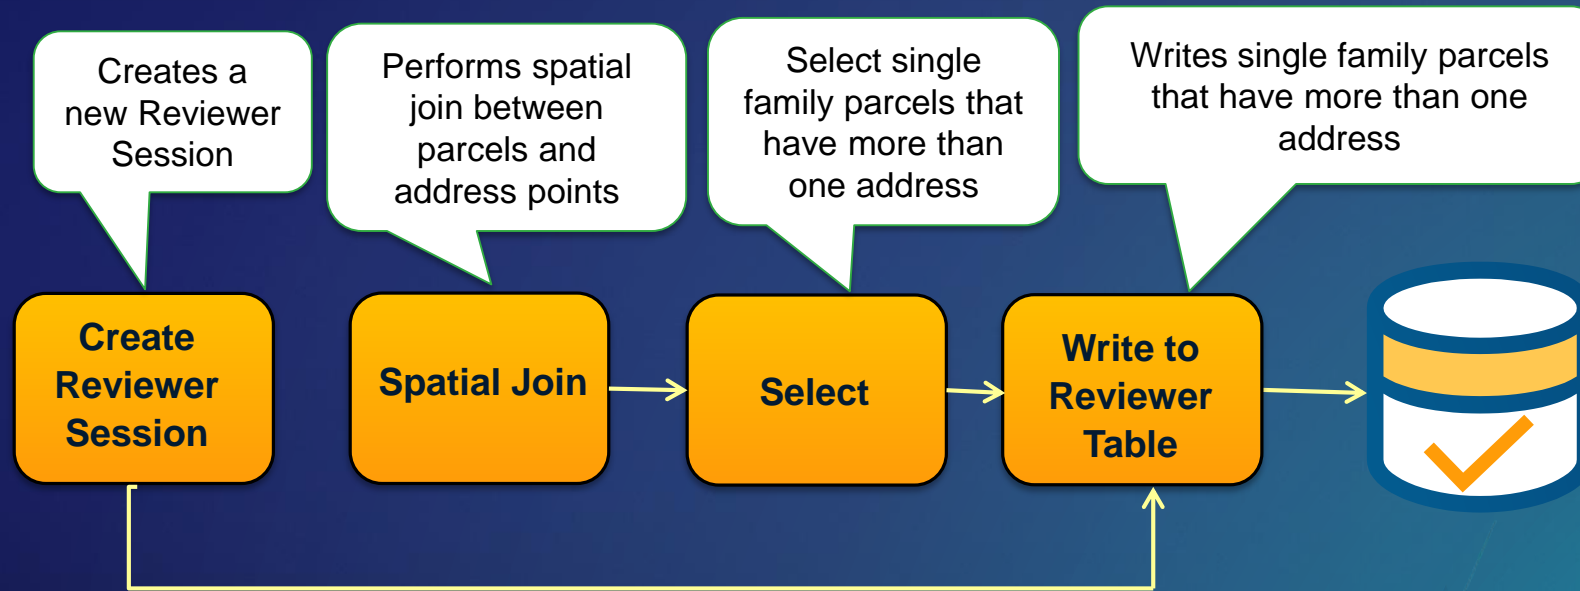 Creates a
new Reviewer
Session
Performs spatial
join between
parcels and
address points
Select single
family parcels that
have more than
one address
Writes single family parcels
that have more than one
address
Create
Reviewer
Session
Spatial Join
Select
Write to
Reviewer
Table